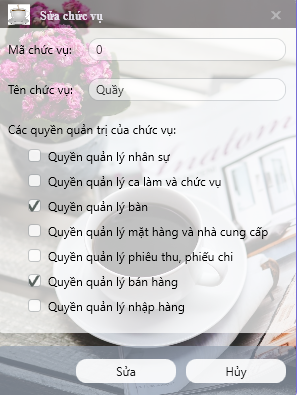 Sửa chức vụ
Mã chức vụ: 0
Tên chức vụ: Quầy
Các quyền quản trị của chức vụ:
Quyền quản lý nhân sự
Quyền quản lý ca làm và chức vụ
Quyền quản lý bàn
Quyền quản lý mặt hàng và nhà cung cấp
Quyền quản lý phiêu thu, phiếu chi
Quyền quản lý bán hàng
Quyền quản lý nhập hàng
Sửa Hủy